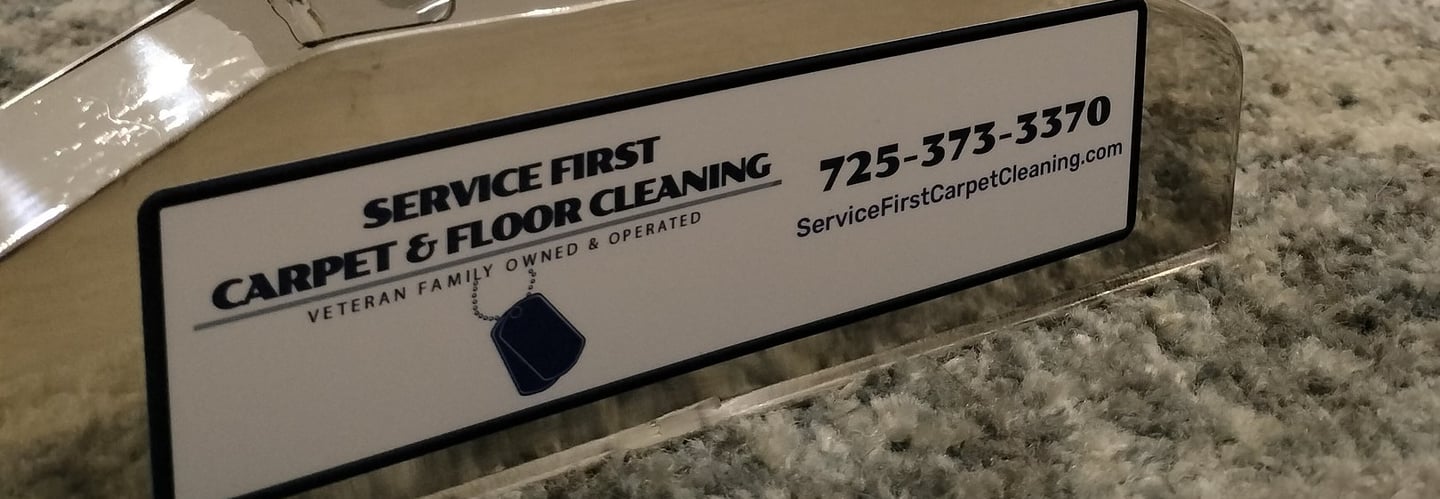 SERVICE FIRST
CARPET & FLOOR CLEANING
VETERAN FAMILY OWNED & OPERATED
725-373-3370
ServiceFirstCarpetCleaning.com